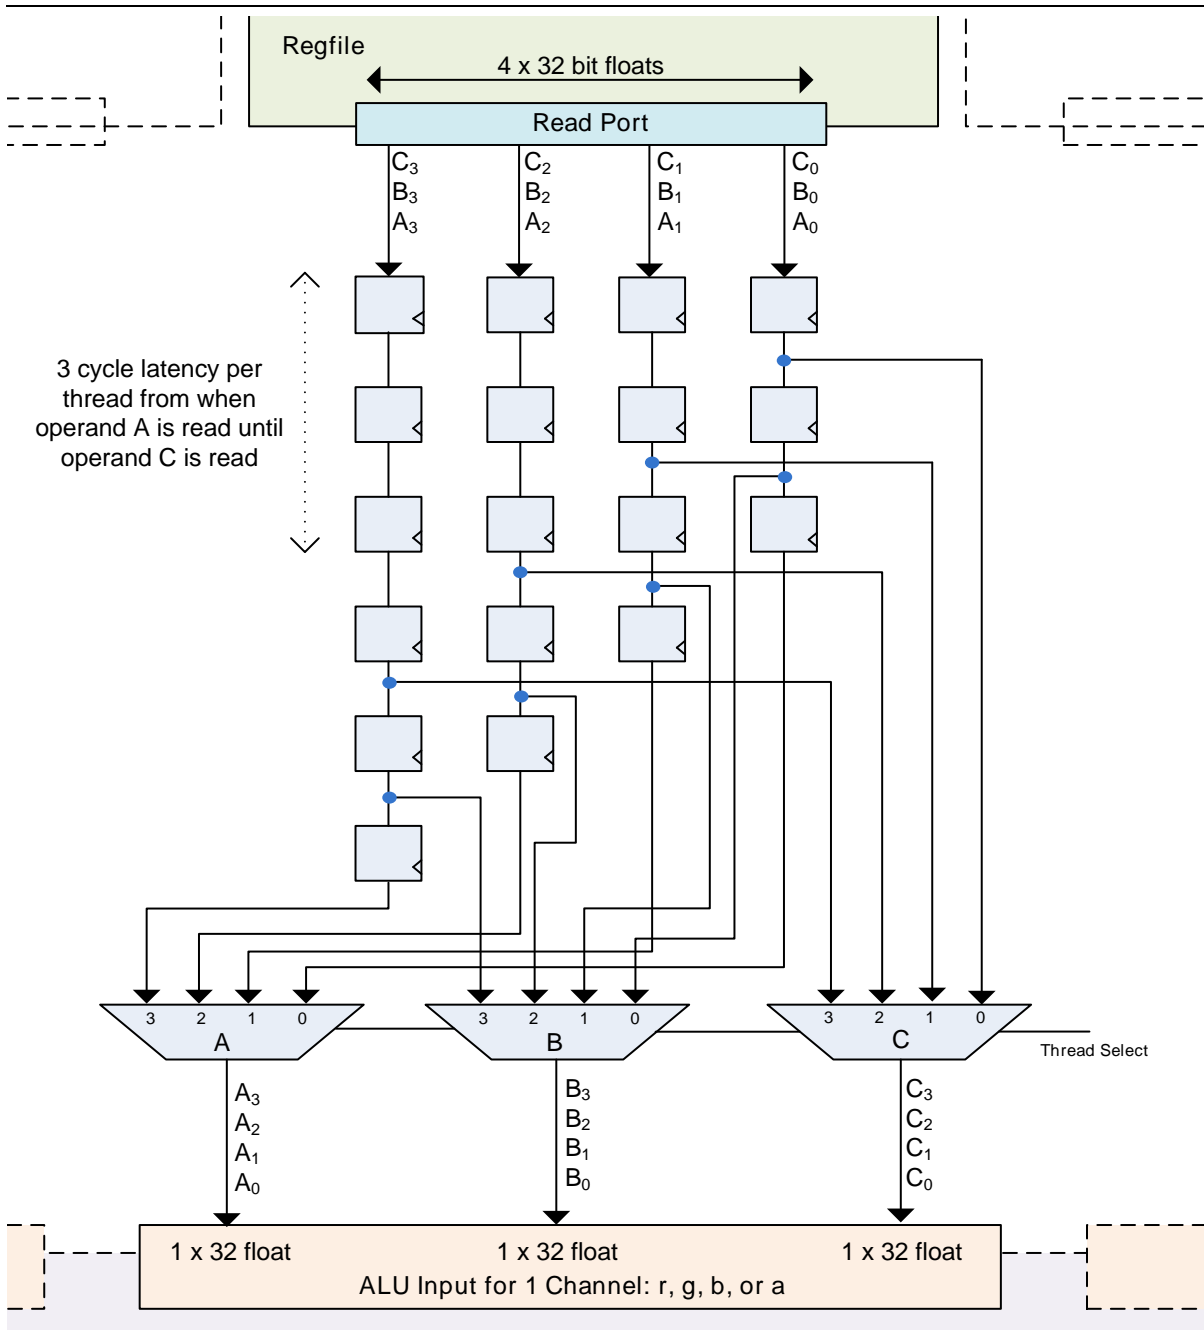 Regfile
4 x 32 bit floats
Read Port
C₃ C₂ C₁ C₀
B₃ B₂ B₁ B₀
A₃ A₂ A₁ A₀
3 cycle latency per
thread from when
operand A is read until
operand C is read
3 2 1 0 3 2 1 0 3 2 1 0
A B C
Thread Select
A₃ B₃ C₃
A₂ B₂ C₂
A₁ B₁ C₁
A₀ B₀ C₀
1 x 32 float 1 x 32 float 1 x 32 float
ALU Input for 1 Channel: r, g, b, or a